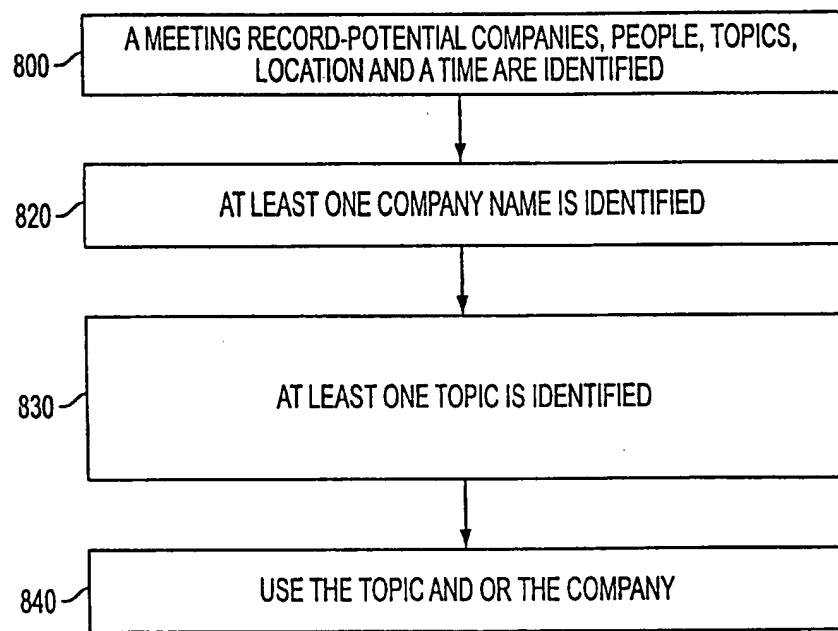 800
A MEETING RECORD-POTENTIAL COMPANIES, PEOPLE, TOPICS,
LOCATION AND A TIME ARE IDENTIFIED
820
AT LEAST ONE COMPANY NAME IS IDENTIFIED
830
AT LEAST ONE TOPIC IS IDENTIFIED
840
USE THE TOPIC AND OR THE COMPANY